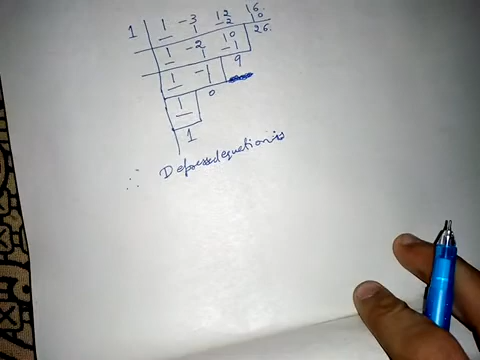 1 | 1 -3 12 16.
— 1 -2 10
1 -2 10 26.
— 1 -1
1 -1 9
—
1 0
—
1
∴ Depressed equation is